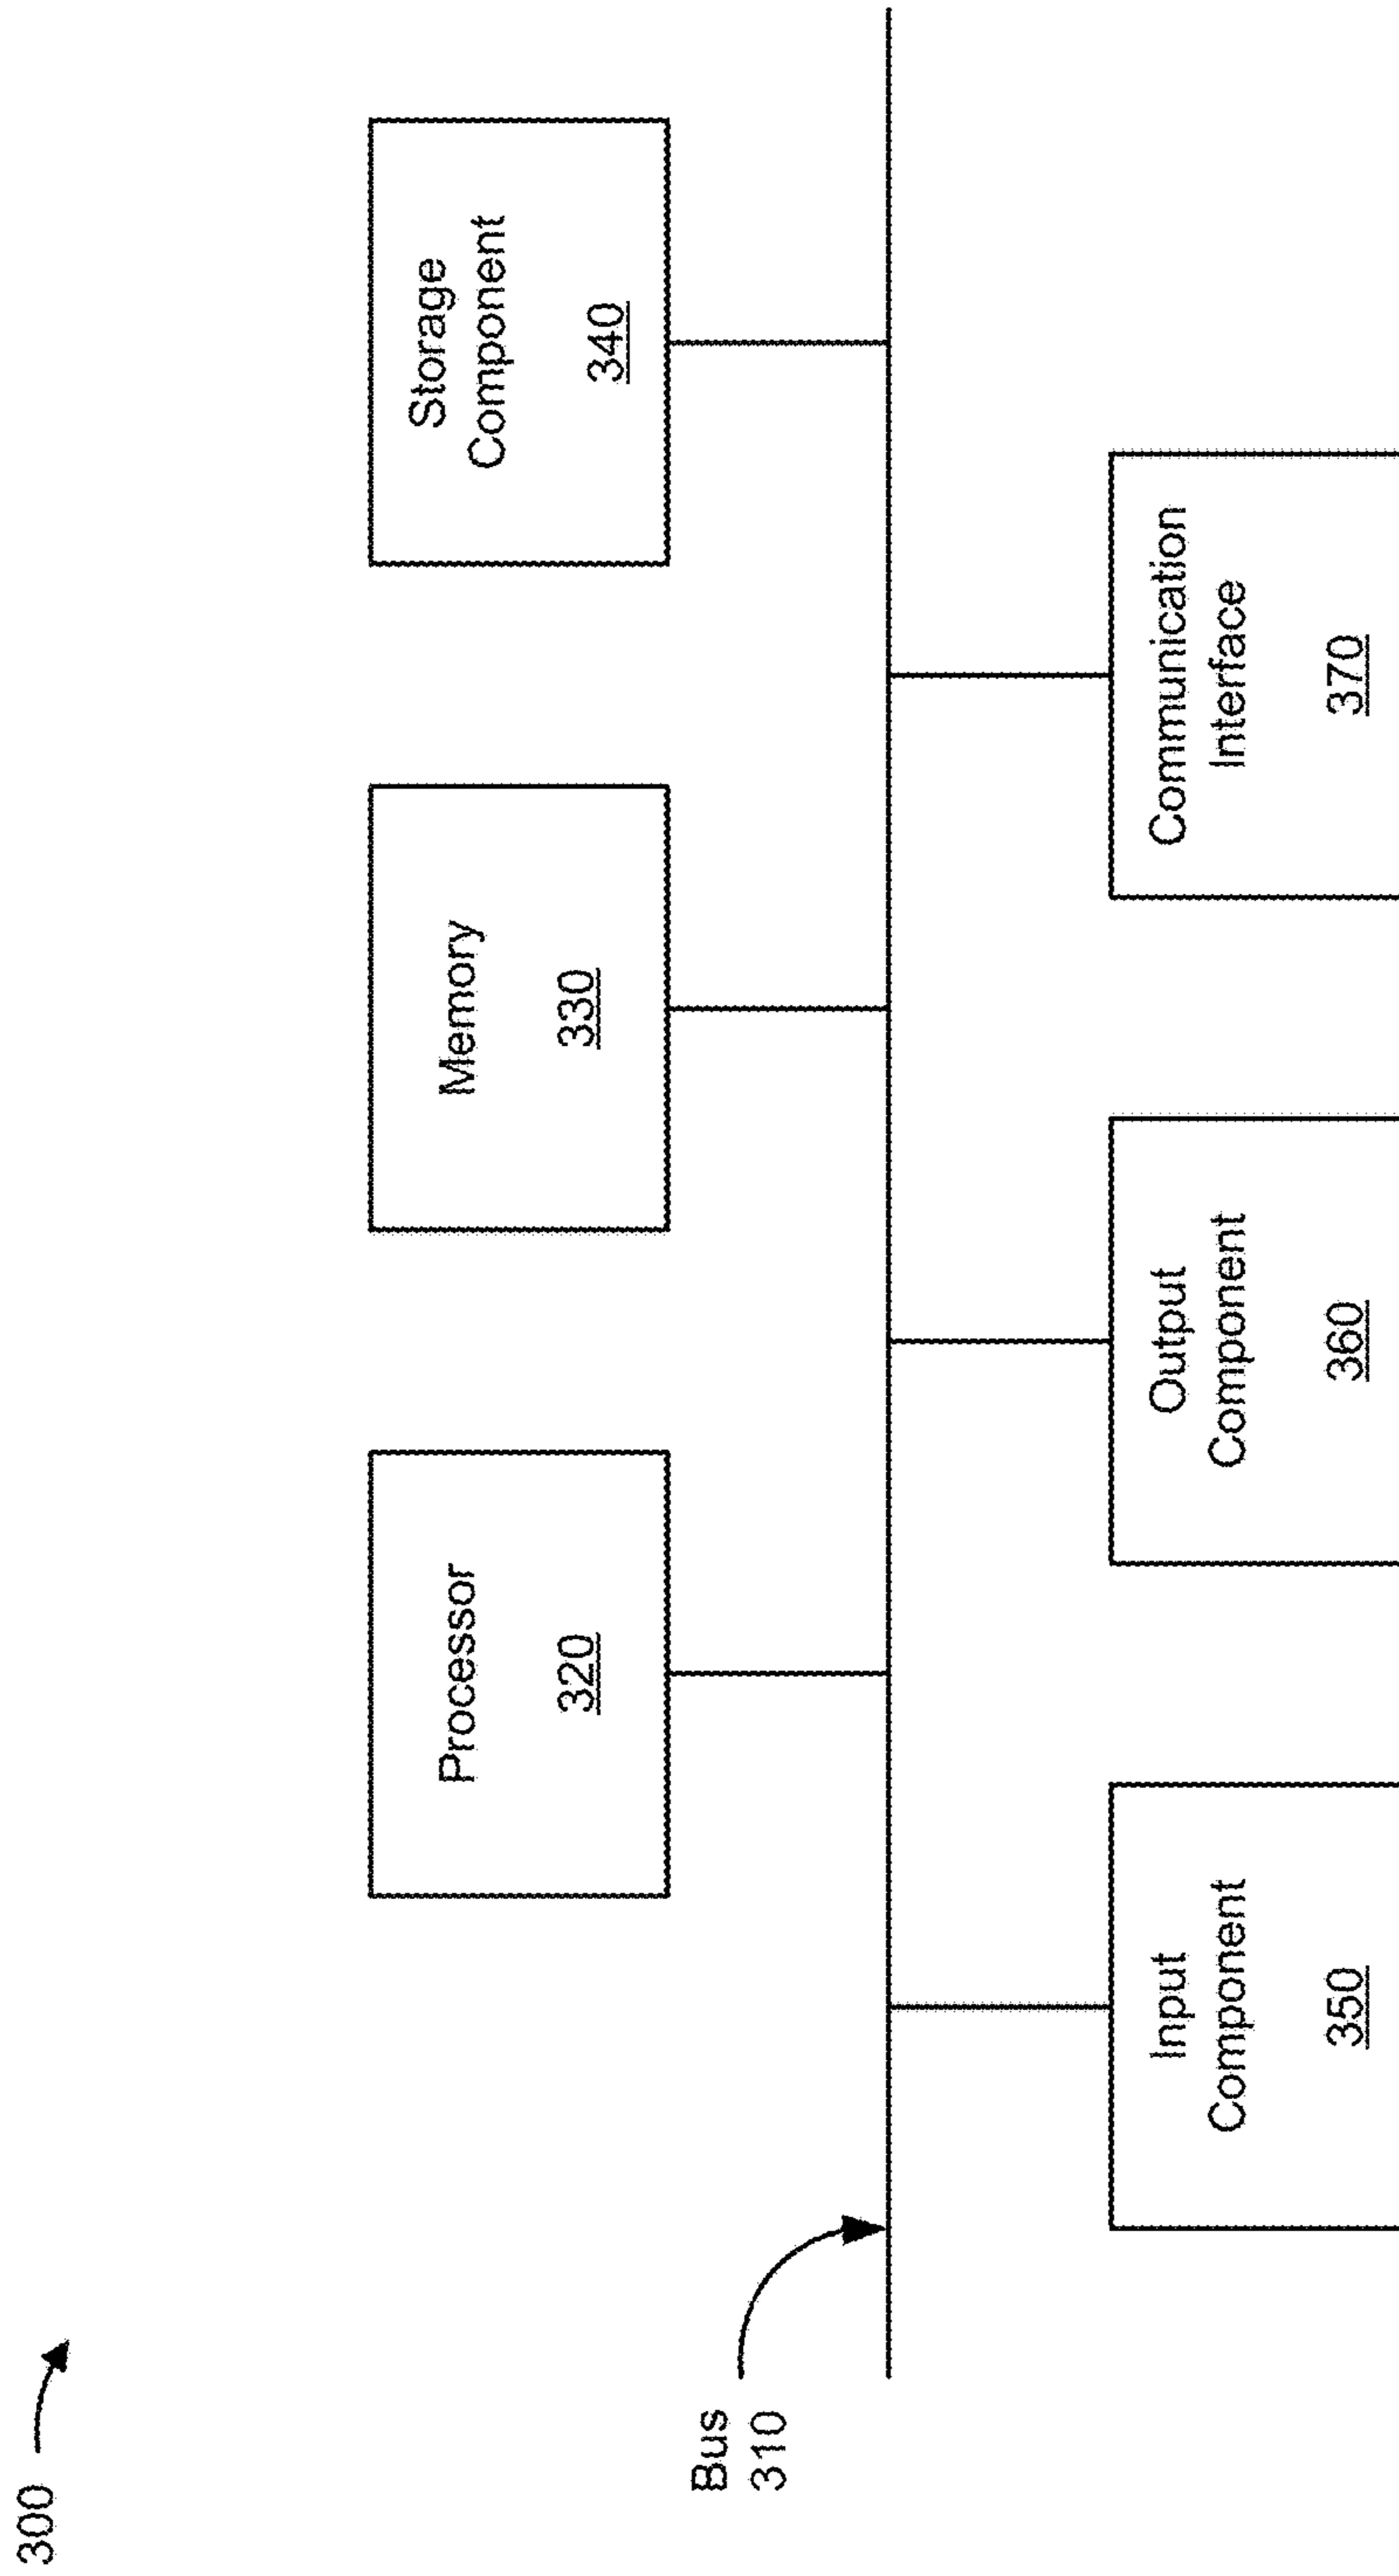 300
Processor
320
Memory
330
Storage
Component
340
Bus
310
Input
Component
350
Output
Component
360
Communication
Interface
370